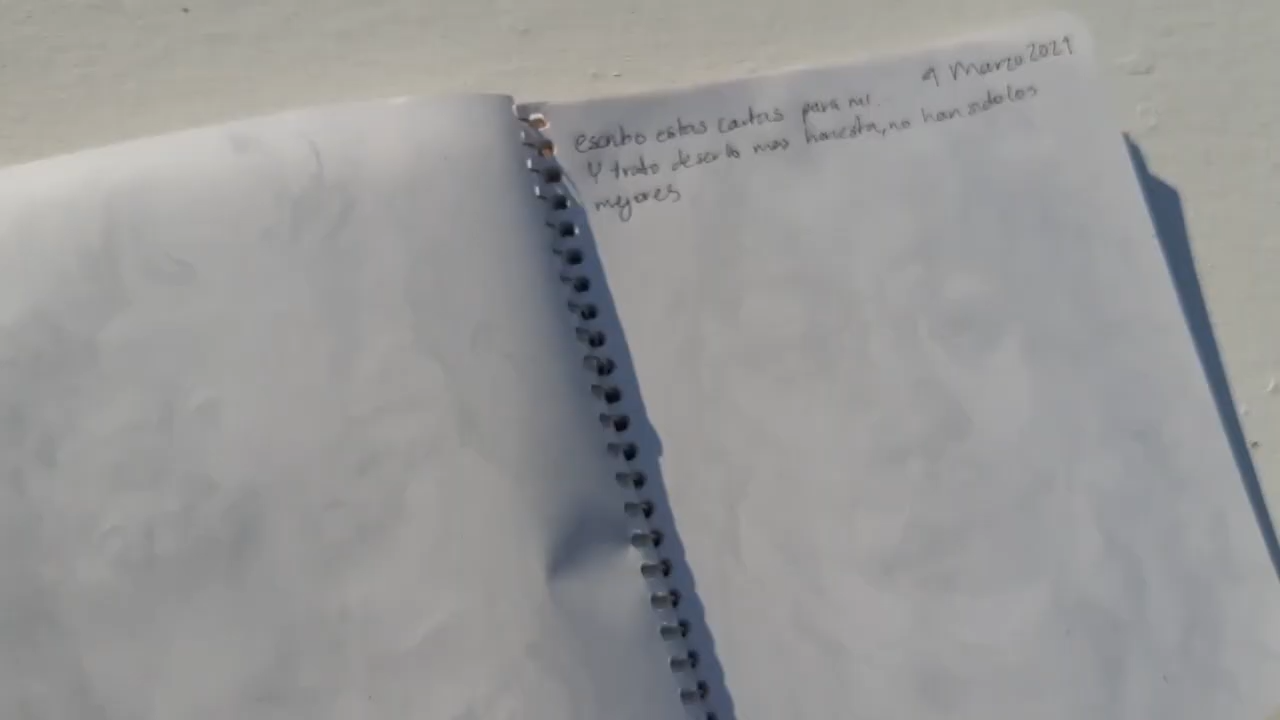 9 Marzo 2021
escribo estas cartas para mi...
Y trato de ser lo mas honesta, no han sido los
mejores